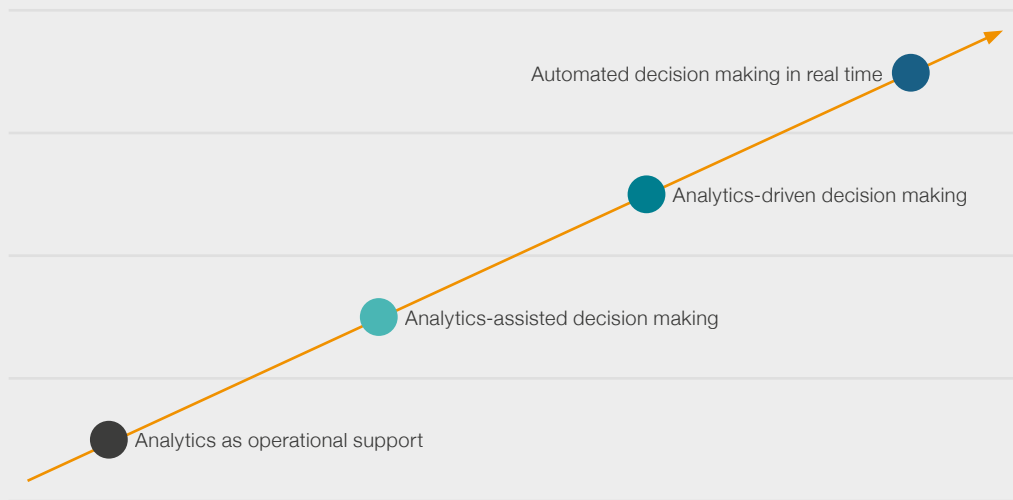 Automated decision making in real time
Analytics-driven decision making
Analytics-assisted decision making
Analytics as operational support